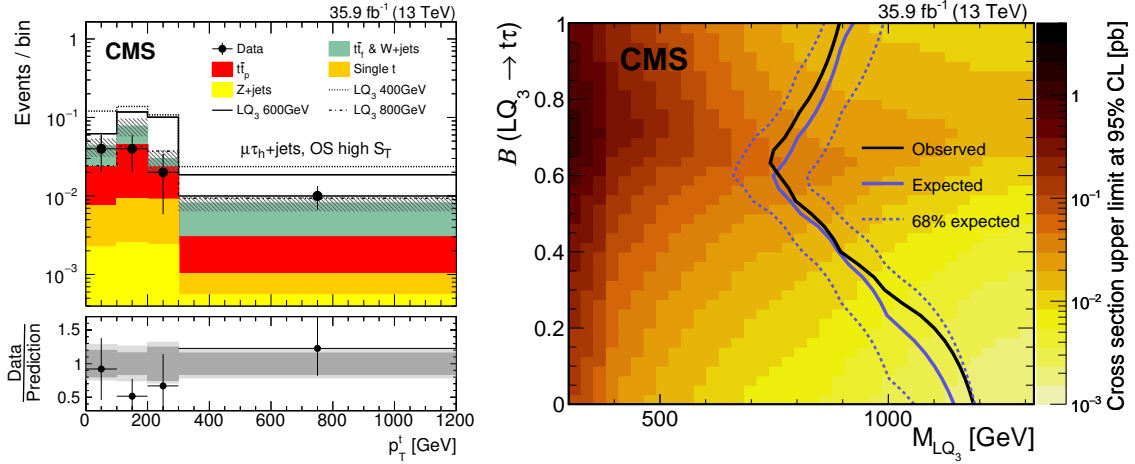 35.9 fb⁻¹ (13 TeV)
CMS
Data
tt̄_p
Z+jets
LQ₃ 600GeV
tt̄_f & W+jets
Single t
LQ₃ 400GeV
LQ₃ 800GeV
μτ_h+jets, OS high S_T
Events / bin
1
10⁻¹
10⁻²
10⁻³
Data
Prediction
1.5
1
0.5
0 200 400 600 800 1000 1200
p_T^t [GeV]
35.9 fb⁻¹ (13 TeV)
CMS
B (LQ₃ → tτ)
1
0.8
0.6
0.4
0.2
0
Observed
Expected
68% expected
500 1000
M_LQ₃ [GeV]
1
10⁻¹
10⁻²
10⁻³
Cross section upper limit at 95% CL [pb]